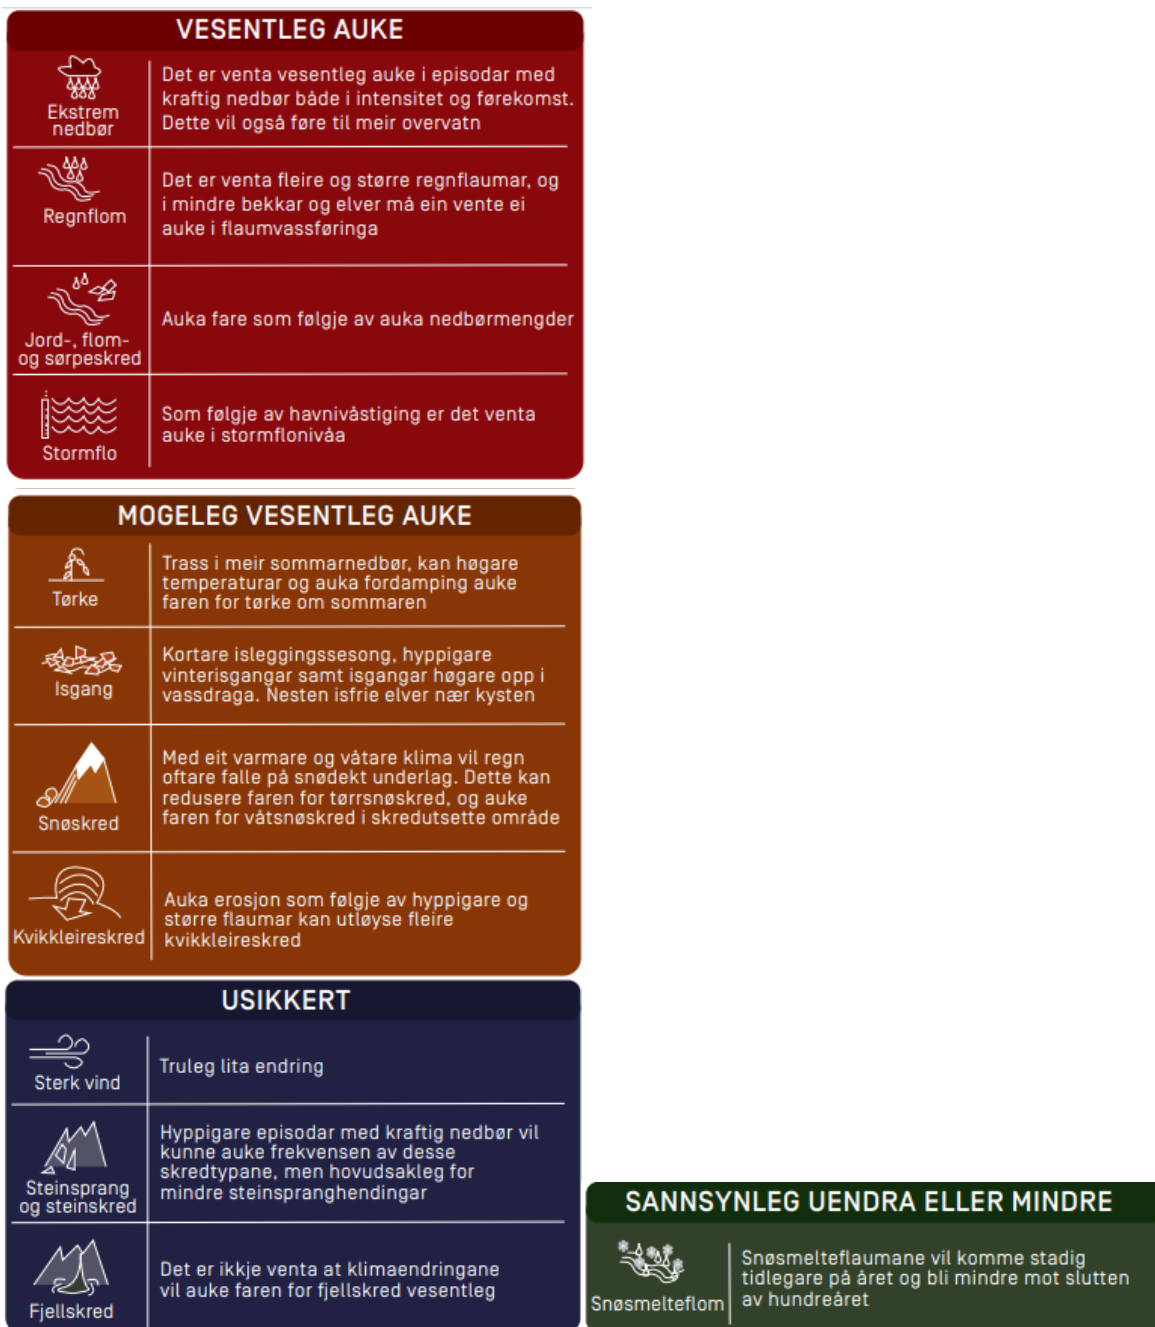 VESENTLEG AUKE
Ekstrem
nedbør
Det er venta vesentleg auke i episodar med
kraftig nedbør både i intensitet og førekomst.
Dette vil også føre til meir overvatn
Regnflom
Det er venta fleire og større regnflaumar, og
i mindre bekkar og elver må ein vente ei
auke i flaumvassføringa
Jord-, flom-
og sørpeskred
Auka fare som følgje av auka nedbørmengder
Stormflo
Som følgje av havnivåstiging er det venta
auke i stormflonivåa
MOGELEG VESENTLEG AUKE
Tørke
Trass i meir sommarnedbør, kan høgare
temperaturar og auka fordamping auke
faren for tørke om sommaren
Isgang
Kortare isleggingssesong, hyppigare
vinterisgangar samt isgangar høgare opp i
vassdraga. Nesten isfrie elver nær kysten
Snøskred
Med eit varmare og våtare klima vil regn
oftare falle på snødekt underlag. Dette kan
redusere faren for tørrsnøskred, og auke
faren for våtsnøskred i skredutsette område
Kvikkleireskred
Auka erosjon som følgje av hyppigare og
større flaumar kan utløyse fleire
kvikkleireskred
USIKKERT
Sterk vind
Truleg lita endring
Steinsprang
og steinskred
Hyppigare episodar med kraftig nedbør vil
kunne auke frekvensen av desse
skredtypane, men hovudsakleg for
mindre steinspranghendingar
Fjellskred
Det er ikkje venta at klimaendringane
vil auke faren for fjellskred vesentleg
SANNSYNLEG UENDRA ELLER MINDRE
Snøsmelteflom
Snøsmelteflaumane vil komme stadig
tidlegare på året og bli mindre mot slutten
av hundreåret